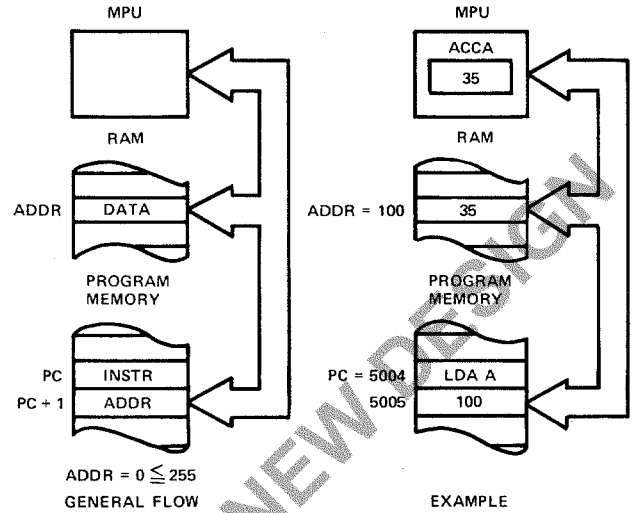 MPU
RAM
ADDR DATA
PROGRAM
MEMORY
PC INSTR
PC + 1 ADDR
ADDR = 0 ≦ 255
GENERAL FLOW
MPU
ACCA
35
RAM
ADDR = 100 35
PROGRAM
MEMORY
PC = 5004 LDA A
5005 100
EXAMPLE
NEW DESIGN